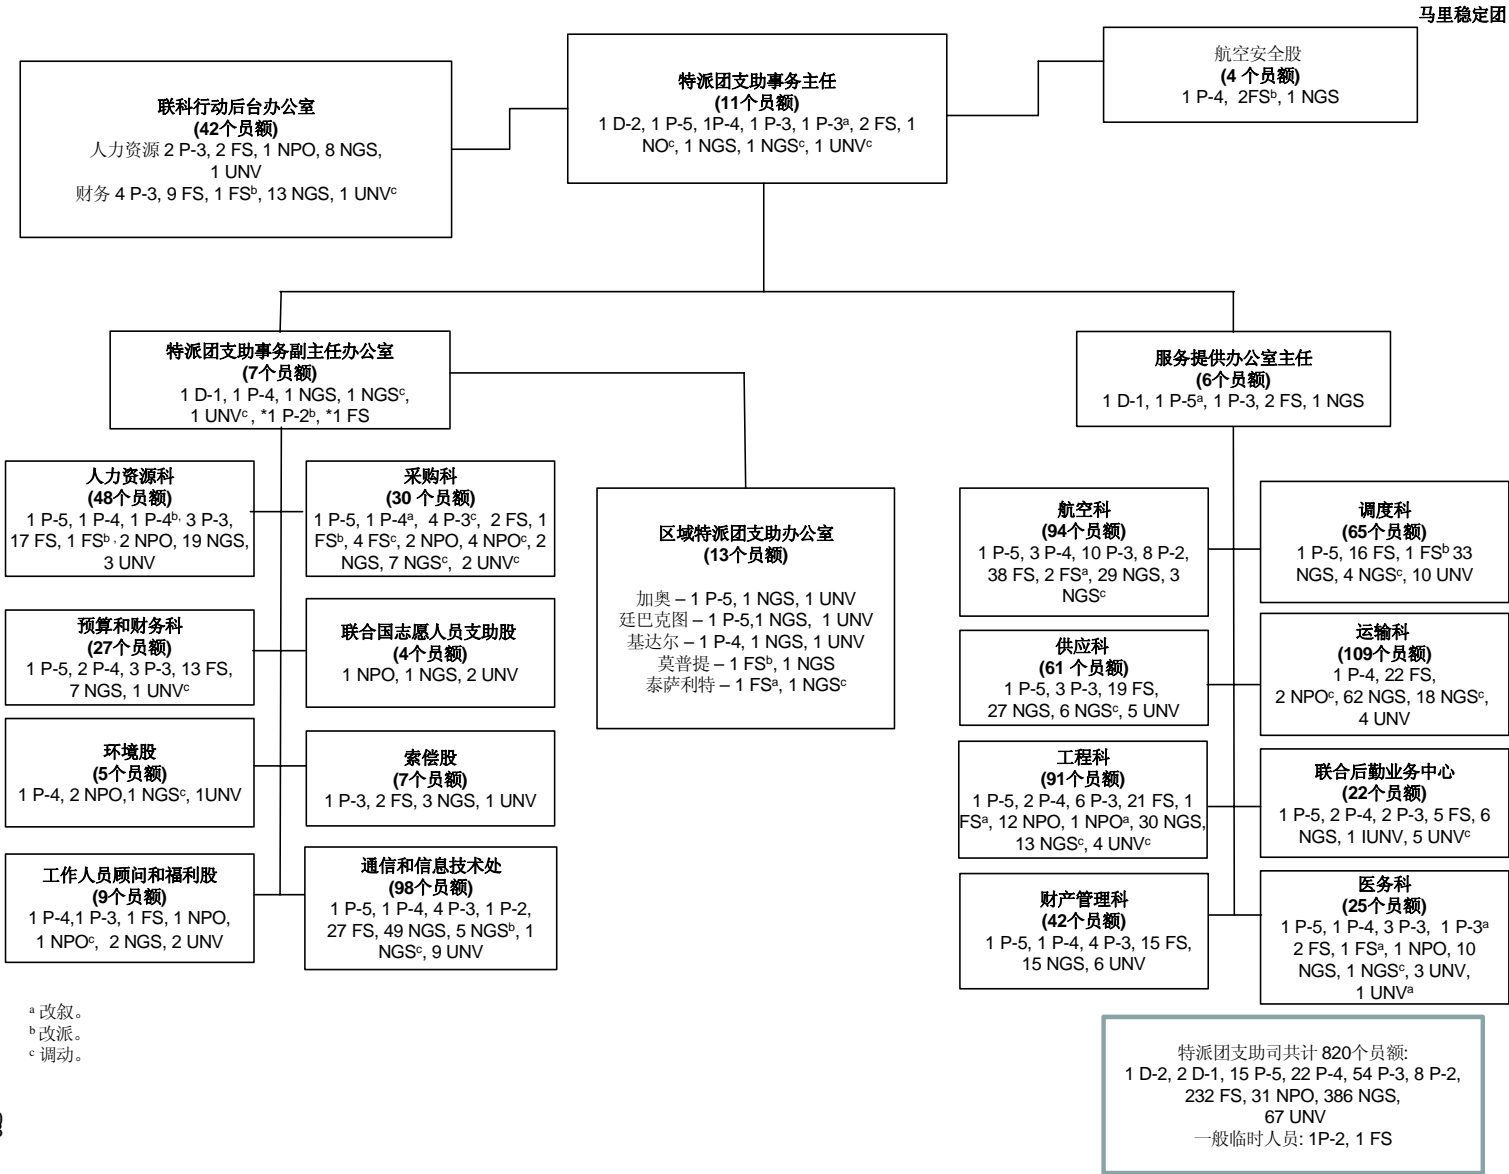 马里稳定团
联科行动后台办公室
(42个员额)
人力资源 2 P-3, 2 FS, 1 NPO, 8 NGS,
1 UNV
财务 4 P-3, 9 FS, 1 FSᵇ, 13 NGS, 1 UNVᶜ
特派团支助事务主任
(11个员额)
1 D-2, 1 P-5, 1P-4, 1 P-3, 1 P-3ᵃ, 2 FS, 1
NOᶜ, 1 NGS, 1 NGSᶜ, 1 UNVᶜ
航空安全股
(4 个员额)
1 P-4, 2FSᵇ, 1 NGS
特派团支助事务副主任办公室
(7个员额)
1 D-1, 1 P-4, 1 NGS, 1 NGSᶜ,
1 UNVᶜ, *1 P-2ᵇ, *1 FS
服务提供办公室主任
(6个员额)
1 D-1, 1 P-5ᵃ, 1 P-3, 2 FS, 1 NGS
人力资源科
(48个员额)
1 P-5, 1 P-4, 1 P-4ᵇ, 3 P-3,
17 FS, 1 FSᵇ, 2 NPO, 19 NGS,
3 UNV
采购科
(30 个员额)
1 P-5, 1 P-4ᵃ, 4 P-3ᶜ, 2 FS, 1
FSᵇ, 4 FSᶜ, 2 NPO, 4 NPOᶜ, 2
NGS, 7 NGSᶜ, 2 UNVᶜ
预算和财务科
(27个员额)
1 P-5, 2 P-4, 3 P-3, 13 FS,
7 NGS, 1 UNVᶜ
联合国志愿人员支助股
(4个员额)
1 NPO, 1 NGS, 2 UNV
环境股
(5个员额)
1 P-4, 2 NPO,1 NGSᶜ, 1UNV
索偿股
(7个员额)
1 P-3, 2 FS, 3 NGS, 1 UNV
工作人员顾问和福利股
(9个员额)
1 P-4,1 P-3, 1 FS, 1 NPO,
1 NPOᶜ, 2 NGS, 2 UNV
通信和信息技术处
(98个员额)
1 P-5, 1 P-4, 4 P-3, 1 P-2,
27 FS, 49 NGS, 5 NGSᵇ, 1
NGSᶜ, 9 UNV
区域特派团支助办公室
(13个员额)
加奥 – 1 P-5, 1 NGS, 1 UNV
廷巴克图 – 1 P-5,1 NGS, 1 UNV
基达尔 – 1 P-4, 1 NGS, 1 UNV
莫普提 – 1 FSᵇ, 1 NGS
泰萨利特 – 1 FSᵃ, 1 NGSᶜ
航空科
(94个员额)
1 P-5, 3 P-4, 10 P-3, 8 P-2,
38 FS, 2 FSᵃ, 29 NGS, 3
NGSᶜ
调度科
(65个员额)
1 P-5, 16 FS, 1 FSᵇ 33
NGS, 4 NGSᶜ, 10 UNV
供应科
(61 个员额)
1 P-5, 3 P-3, 19 FS,
27 NGS, 6 NGSᶜ, 5 UNV
运输科
(109个员额)
1 P-4, 22 FS,
2 NPOᶜ, 62 NGS, 18 NGSᶜ,
4 UNV
工程科
(91个员额)
1 P-5, 2 P-4, 6 P-3, 21 FS, 1
FSᵃ, 12 NPO, 1 NPOᵃ, 30 NGS,
13 NGSᶜ, 4 UNVᶜ
联合后勤业务中心
(22个员额)
1 P-5, 2 P-4, 2 P-3, 5 FS, 6
NGS, 1 IUNV, 5 UNVᶜ
财产管理科
(42个员额)
1 P-5, 1 P-4, 4 P-3, 15 FS,
15 NGS, 6 UNV
医务科
(25个员额)
1 P-5, 1 P-4, 3 P-3, 1 P-3ᵃ
2 FS, 1 FSᵃ, 1 NPO, 10
NGS, 1 NGSᶜ, 3 UNV,
1 UNVᵃ
ᵃ 改叙。
ᵇ 改派。
ᶜ 调动。
特派团支助司共计 820个员额:
1 D-2, 2 D-1, 15 P-5, 22 P-4, 54 P-3, 8 P-2,
232 FS, 31 NPO, 386 NGS,
67 UNV
一般临时人员: 1P-2, 1 FS